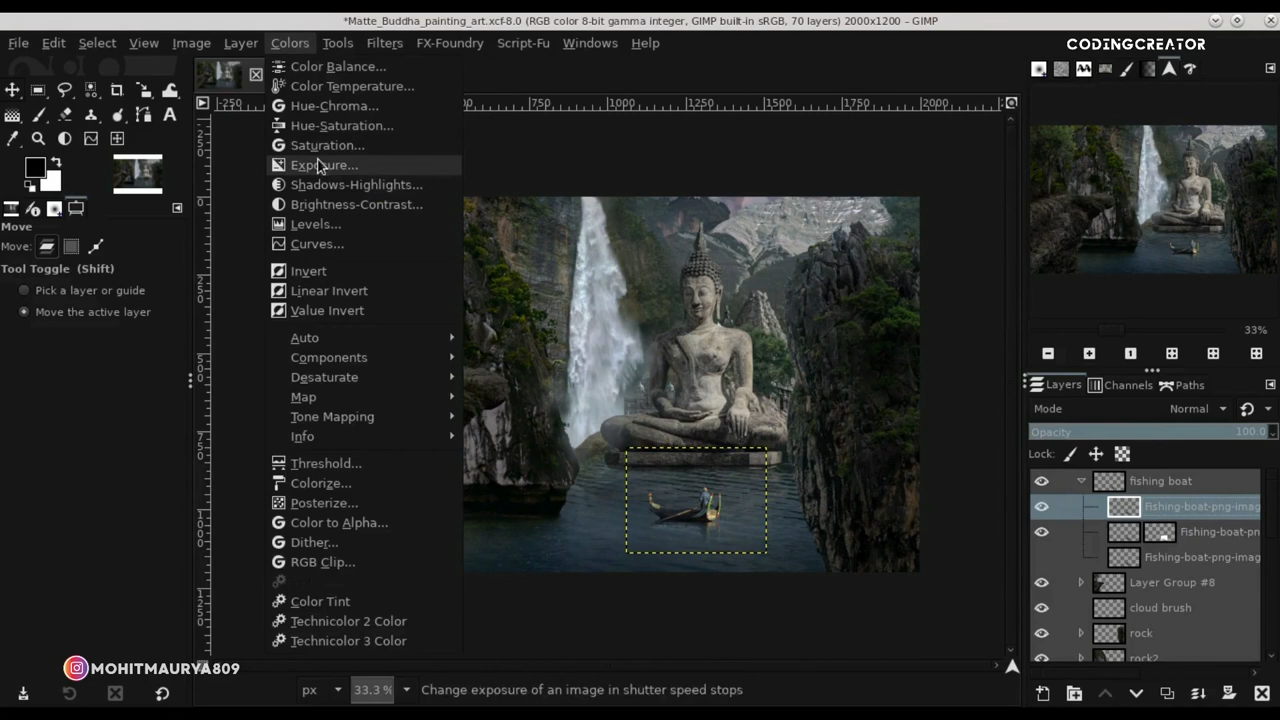 *Matte_Buddha_painting_art.xcf-8.0 (RGB color 8-bit gamma integer, GIMP built-in sRGB, 70 layers) 2000x1200 – GIMP
File Edit Select View Image Layer Colors Tools Filters FX-Foundry Script-Fu Windows Help
CODINGCREATOR
Color Balance...
Color Temperature...
Hue-Chroma...
Hue-Saturation...
Saturation...
Exposure...
Shadows-Highlights...
Brightness-Contrast...
Levels...
Curves...
Invert
Linear Invert
Value Invert
Auto
Components
Desaturate
Map
Tone Mapping
Info
Threshold...
Colorize...
Posterize...
Color to Alpha...
Dither...
RGB Clip...
Color Tint
Technicolor 2 Color
Technicolor 3 Color
-250 750 1000 1250 1500 1750 2000
Move
Move:
Tool Toggle (Shift)
Pick a layer or guide
Move the active layer
33%
Layers Channels Paths
Mode Normal
Opacity 100.0
Lock:
fishing boat
Fishing-boat-png-imag
Fishing-boat-pn
Fishing-boat-png-imag
Layer Group #8
cloud brush
rock
rock2
MOHITMAURYA809
px 33.3 % Change exposure of an image in shutter speed stops